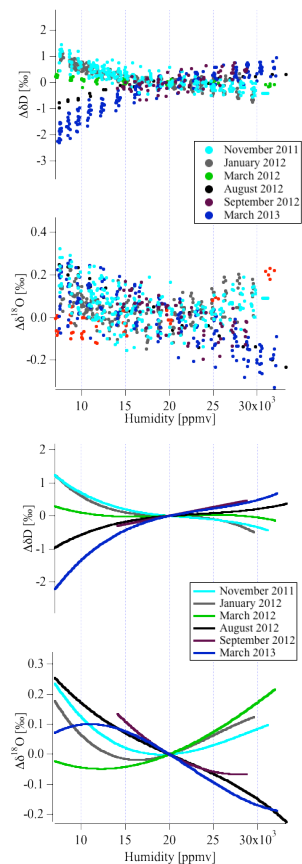 2
1
0
-1
-2
-3
ΔδD [‰]
November 2011
January 2012
March 2012
August 2012
September 2012
March 2013
0.4
0.2
0.0
-0.2
Δδ¹⁸O [‰]
10 15 20 25 30x10³
Humidity [ppmv]
2
1
0
-1
-2
ΔδD [‰]
November 2011
January 2012
March 2012
August 2012
September 2012
March 2013
0.3
0.2
0.1
0.0
-0.1
-0.2
Δδ¹⁸O [‰]
10 15 20 25 30x10³
Humidity [ppmv]